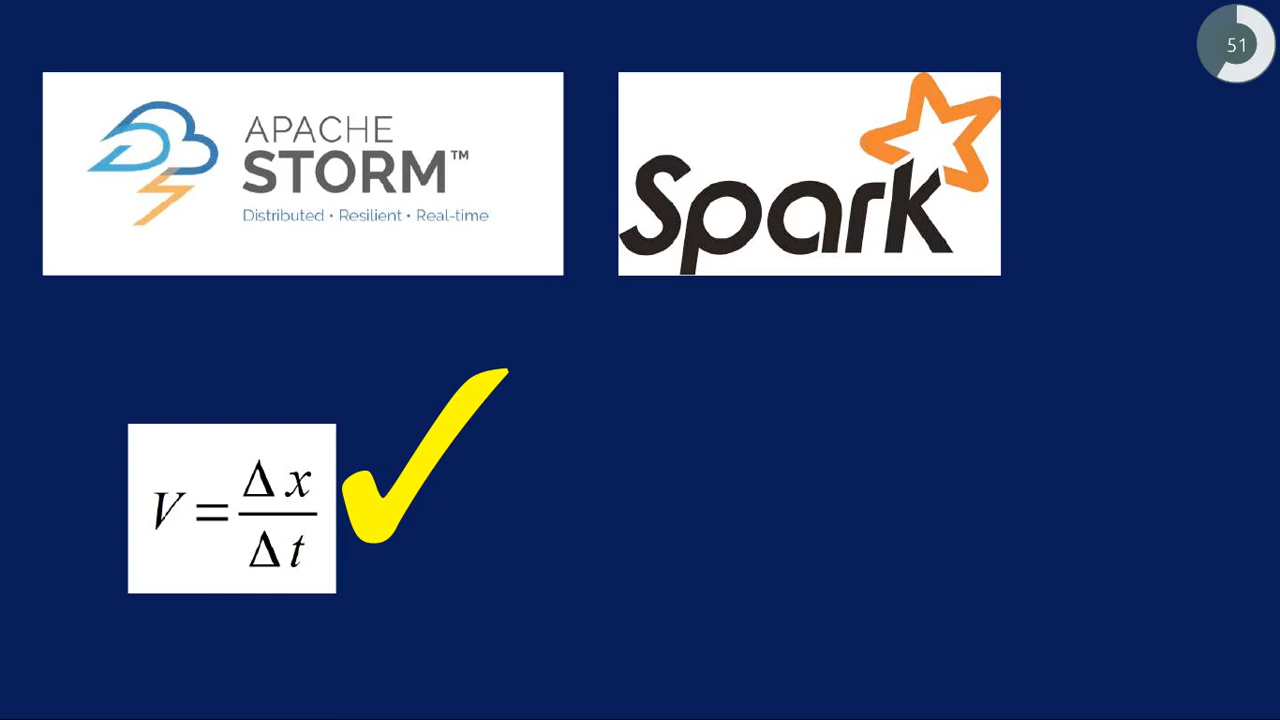 51
APACHE
STORM™
Distributed • Resilient • Real-time
Spark
V = Δx / Δt